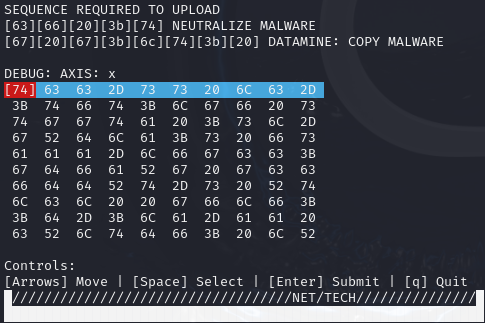 SEQUENCE REQUIRED TO UPLOAD
[63][66][20][3b][74] NEUTRALIZE MALWARE
[67][20][67][3b][6c][74][3b][20] DATAMINE: COPY MALWARE
DEBUG: AXIS: x
[74] 63 63 2D 73 73 20 6C 63 2D
3B 74 66 74 3B 6C 67 66 20 73
74 67 67 74 61 20 3B 73 6C 2D
67 52 64 6C 61 3B 73 20 66 73
61 61 61 2D 6C 66 67 63 63 3B
67 64 66 61 52 67 20 67 63 63
66 64 64 52 74 2D 73 20 52 74
6C 63 6C 20 20 67 66 6C 66 3B
3B 64 2D 3B 6C 61 2D 61 61 20
63 52 6C 74 64 66 3B 20 6C 52
Controls:
[Arrows] Move | [Space] Select | [Enter] Submit | [q] Quit
///////////////////////////////////NET/TECH///////////////